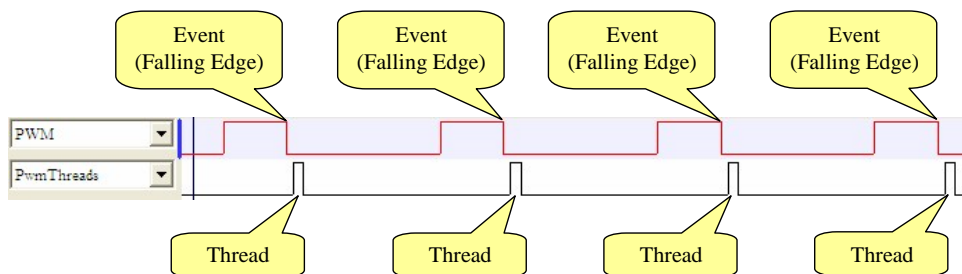 Event
(Falling Edge)
Event
(Falling Edge)
Event
(Falling Edge)
Event
(Falling Edge)
PWM
PwmThreads
Thread
Thread
Thread
Thread